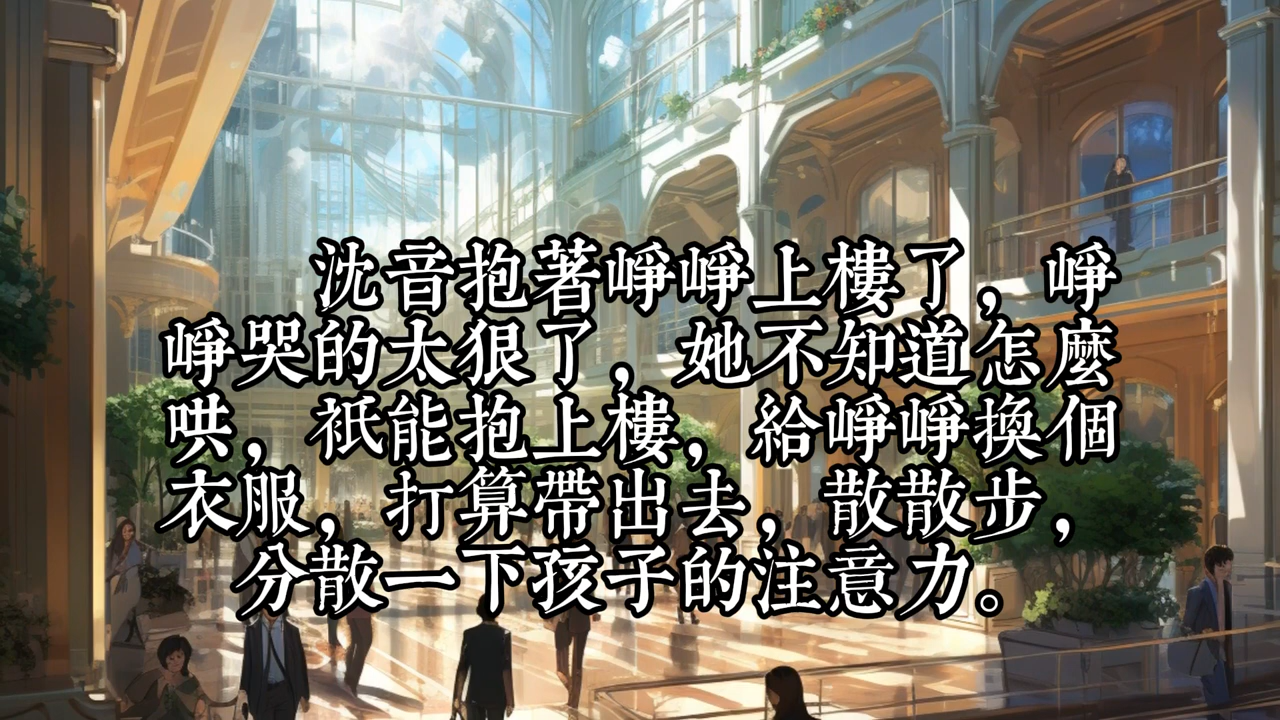 沈音抱著崢崢上樓了，崢
崢哭的太狠了，她不知道怎麼
哄，衹能抱上樓，給崢崢換個
衣服，打算帶出去，散散步，
分散一下孩子的注意力。